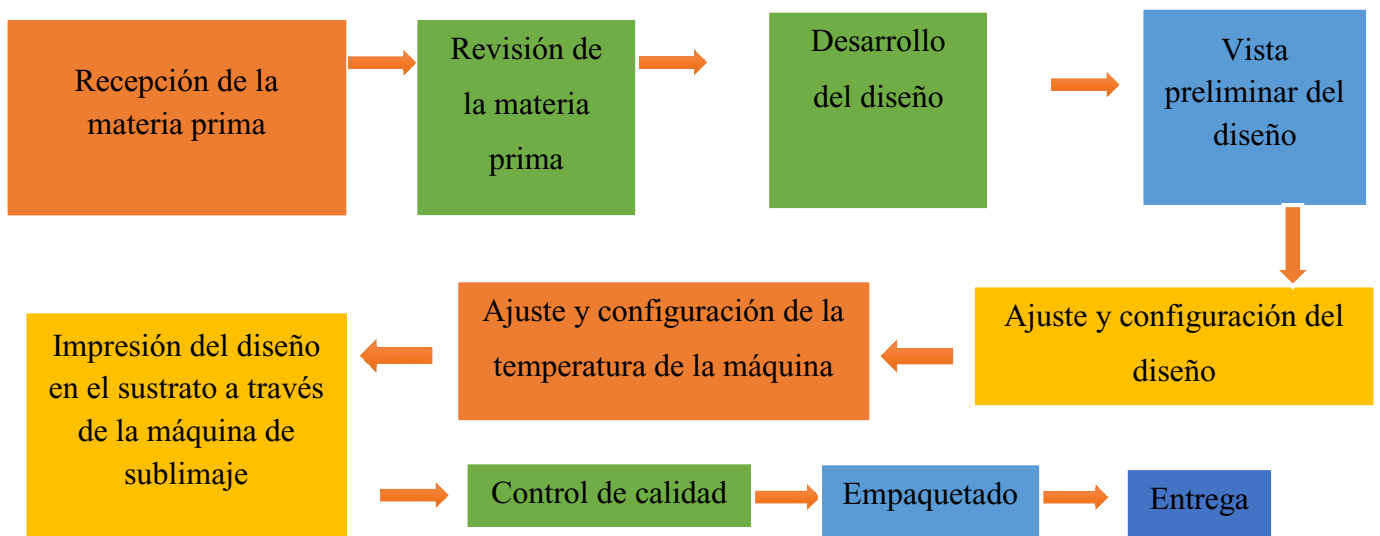 Recepción de la
materia prima
Revisión de
la materia
prima
Desarrollo
del diseño
Vista
preliminar del
diseño
Ajuste y configuración del
diseño
Ajuste y configuración de la
temperatura de la máquina
Impresión del diseño
en el sustrato a través
de la máquina de
sublimaje
Control de calidad
Empaquetado
Entrega